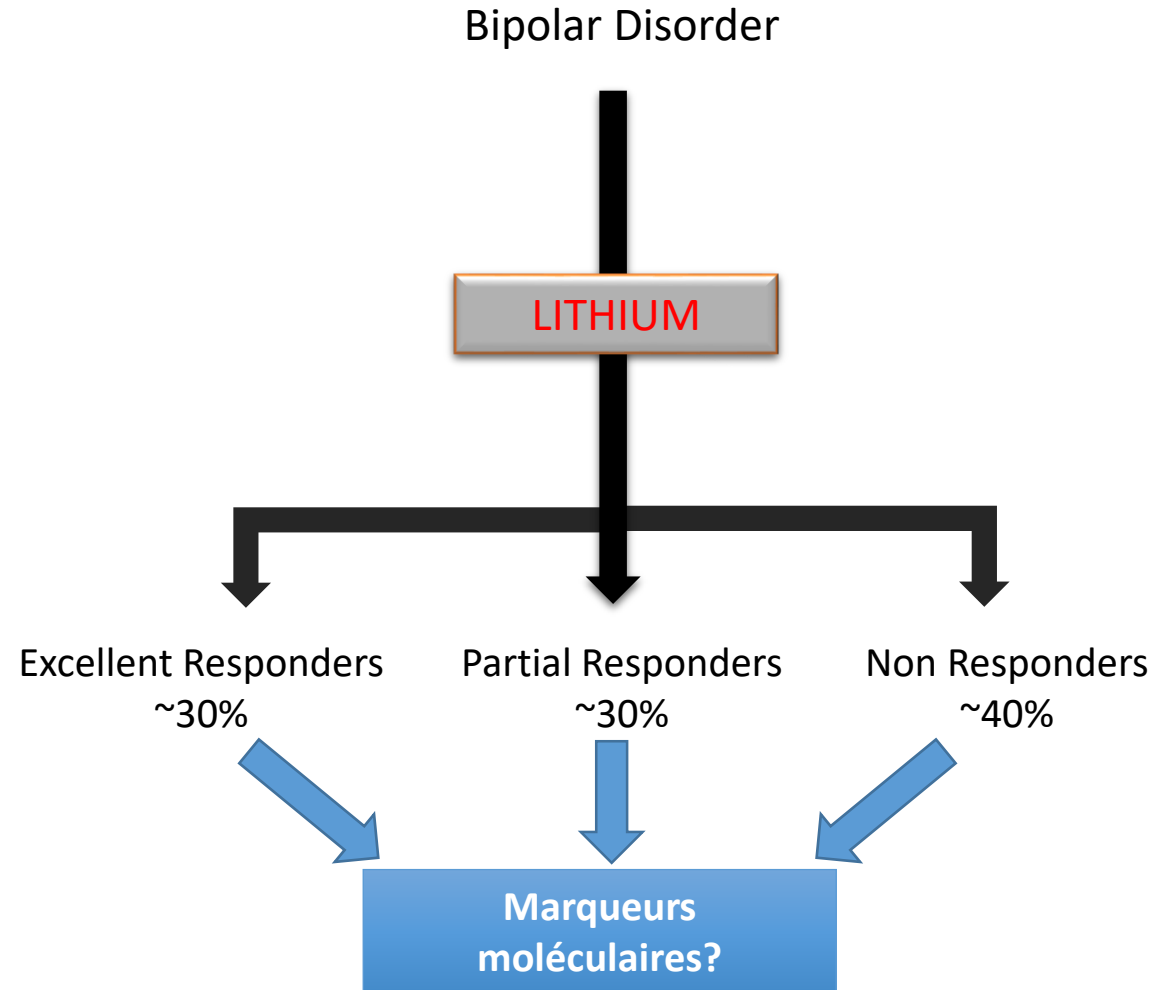 Bipolar Disorder
LITHIUM
Excellent Responders
~30%
Partial Responders
~30%
Non Responders
~40%
Marqueurs
moléculaires?